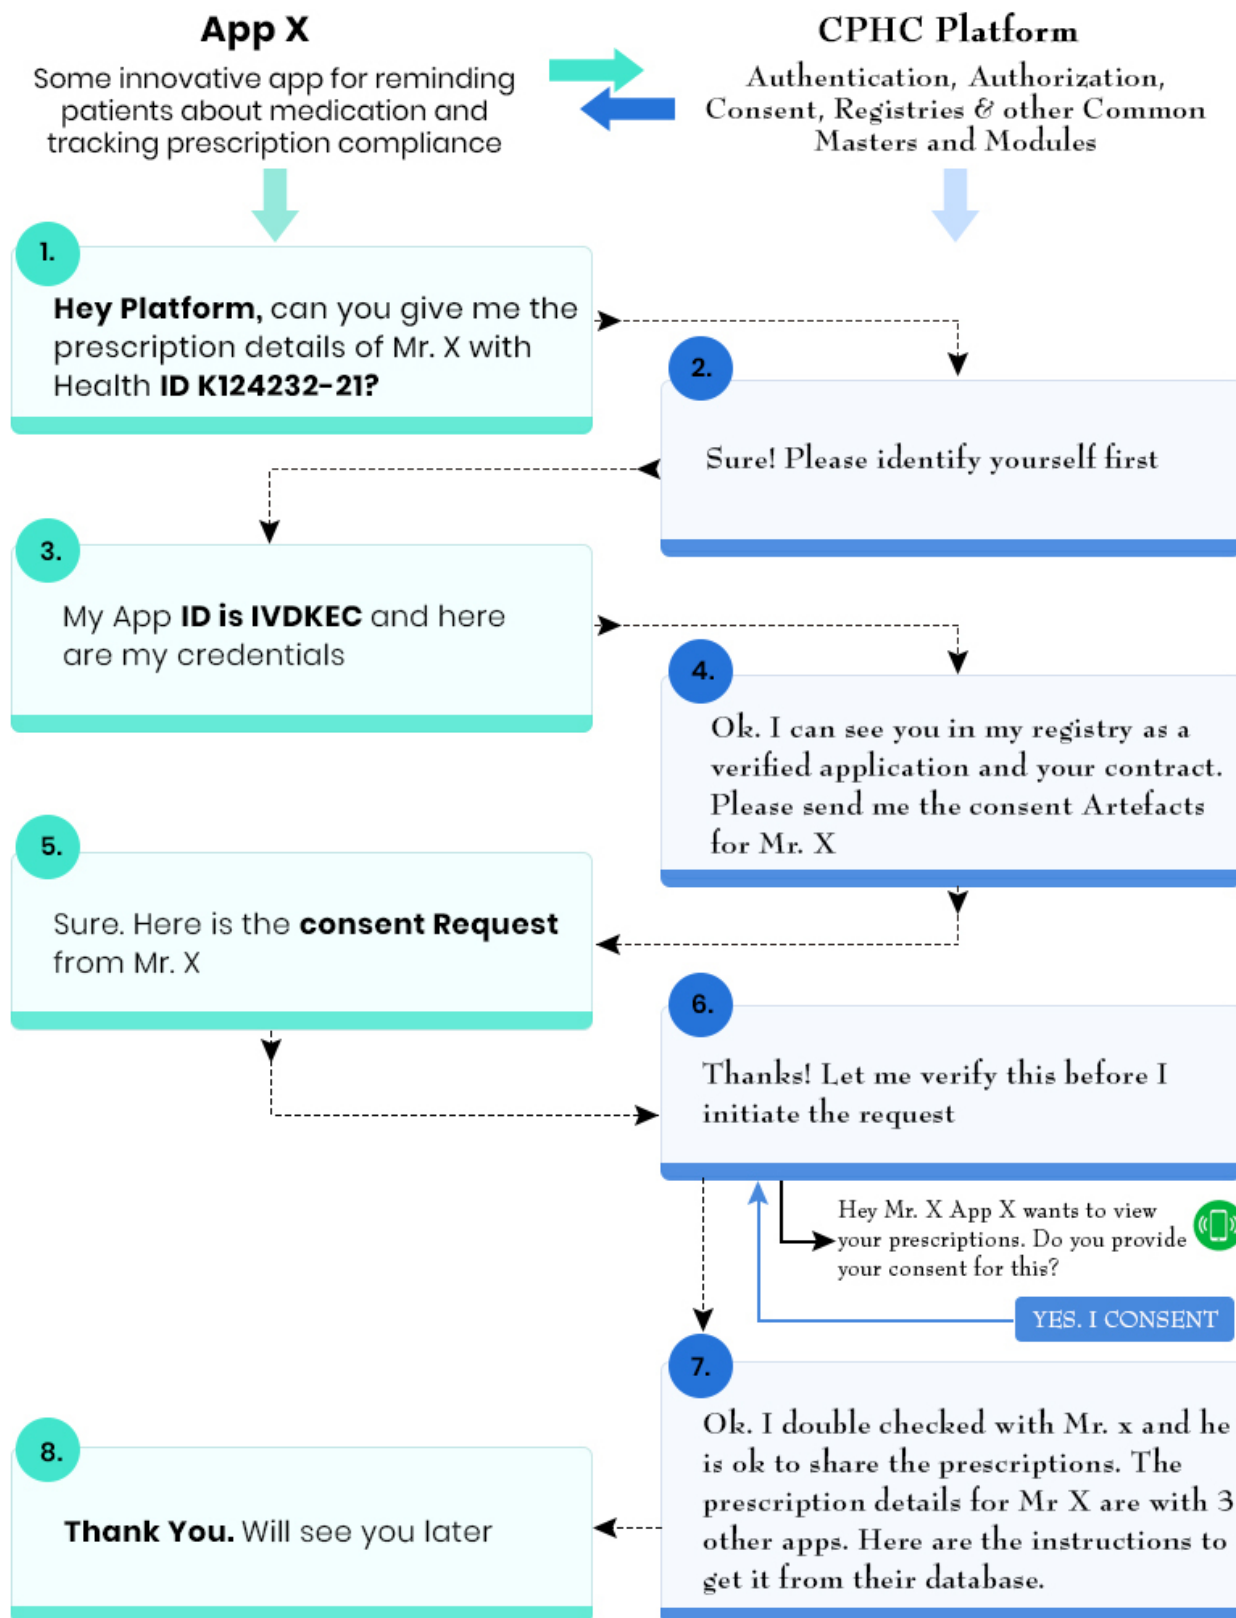 App X
Some innovative app for reminding
patients about medication and
tracking prescription compliance
CPHC Platform
Authentication, Authorization,
Consent, Registries & other Common
Masters and Modules
1.
Hey Platform, can you give me the
prescription details of Mr. X with
Health ID K124232-21?
2.
Sure! Please identify yourself first
3.
My App ID is IVDKEC and here
are my credentials
4.
Ok. I can see you in my registry as a
verified application and your contract.
Please send me the consent Artefacts
for Mr. X
5.
Sure. Here is the consent Request
from Mr. X
6.
Thanks! Let me verify this before I
initiate the request
Hey Mr. X App X wants to view
your prescriptions. Do you provide
your consent for this?
YES. I CONSENT
7.
Ok. I double checked with Mr. x and he
is ok to share the prescriptions. The
prescription details for Mr X are with 3
other apps. Here are the instructions to
get it from their database.
8.
Thank You. Will see you later